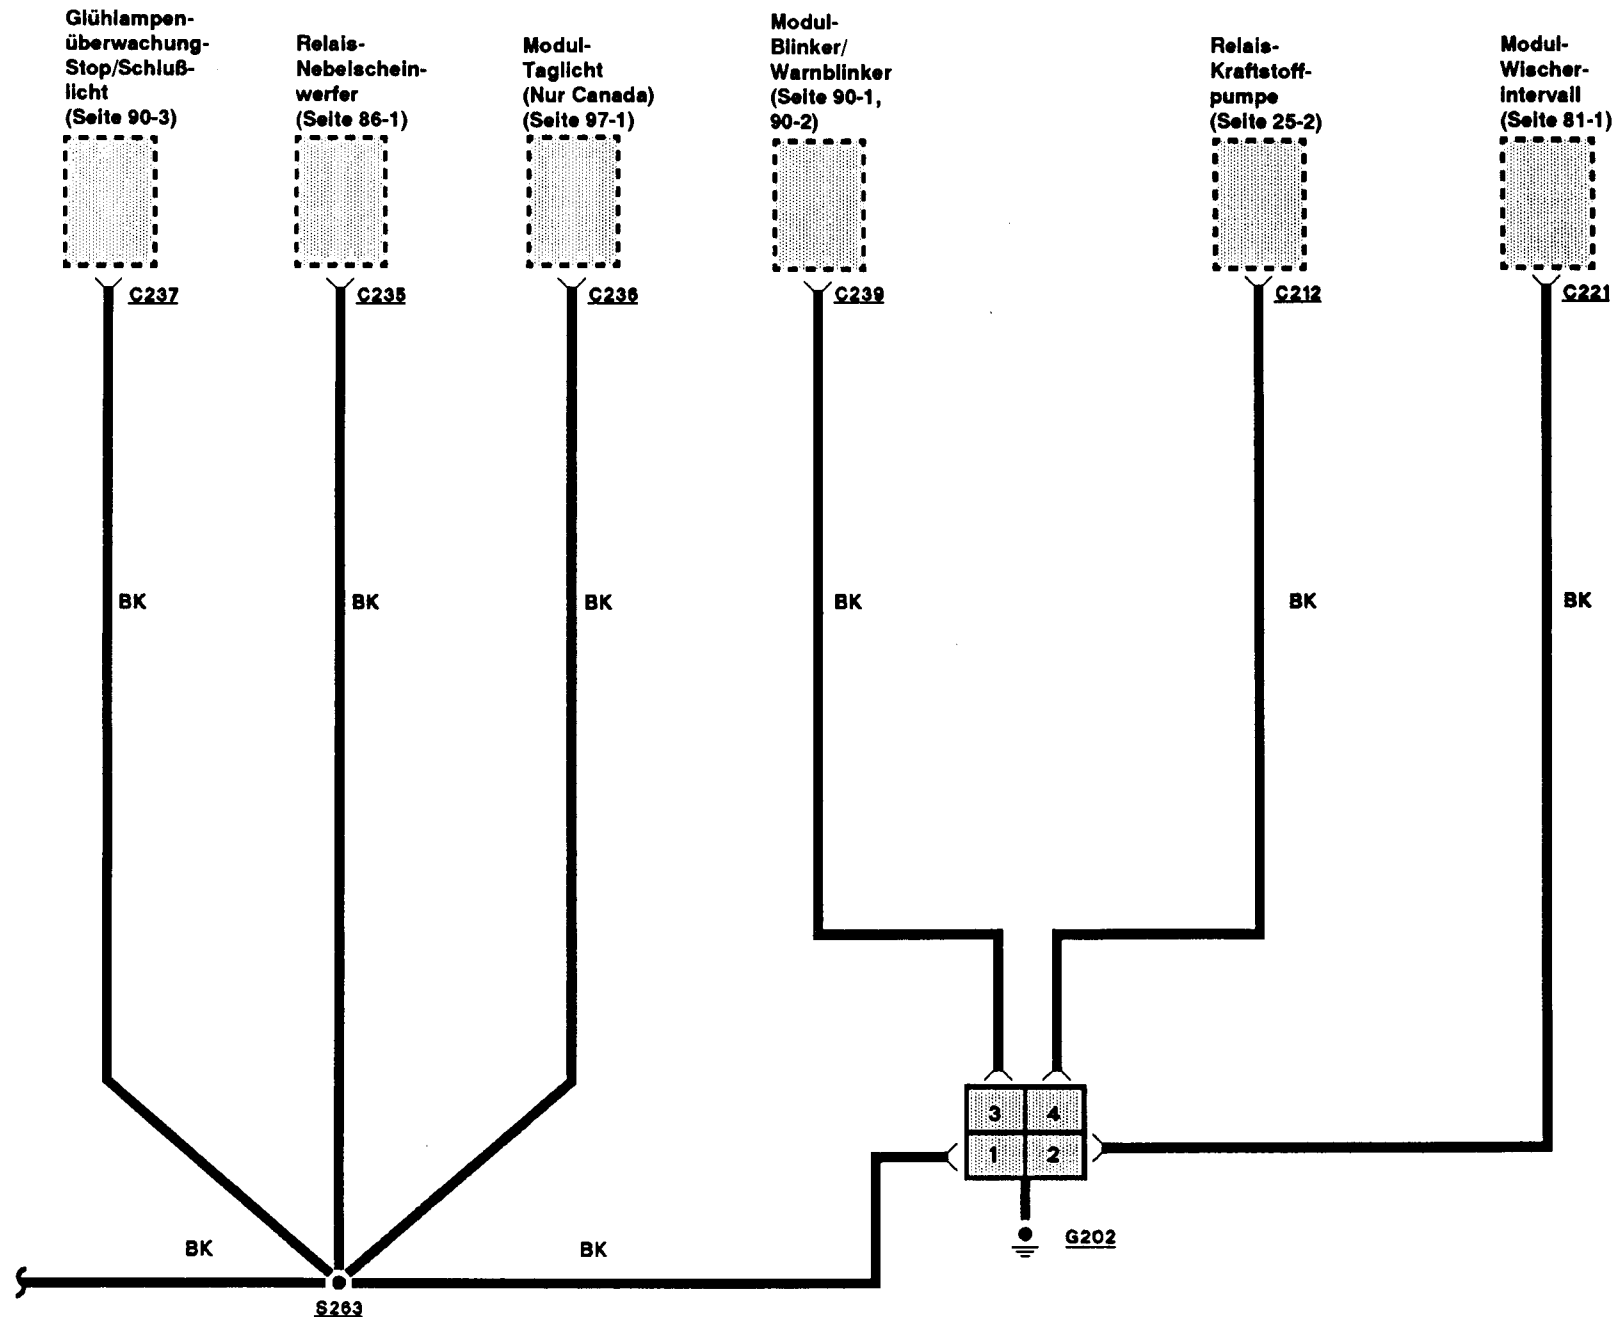 Glühlampen-
überwachung-
Stop/Schluß-
licht
(Seite 90-3)
Relais-
Nebelschein-
werfer
(Seite 86-1)
Modul-
Taglicht
(Nur Canada)
(Seite 97-1)
Modul-
Blinker/
Warnblinker
(Seite 90-1,
90-2)
Relais-
Kraftstoff-
pumpe
(Seite 25-2)
Modul-
Wischer-
intervall
(Seite 81-1)
C237
C235
C236
C239
C212
C221
BK
BK
BK
BK
BK
BK
3
4
1
2
G202
BK
BK
S263